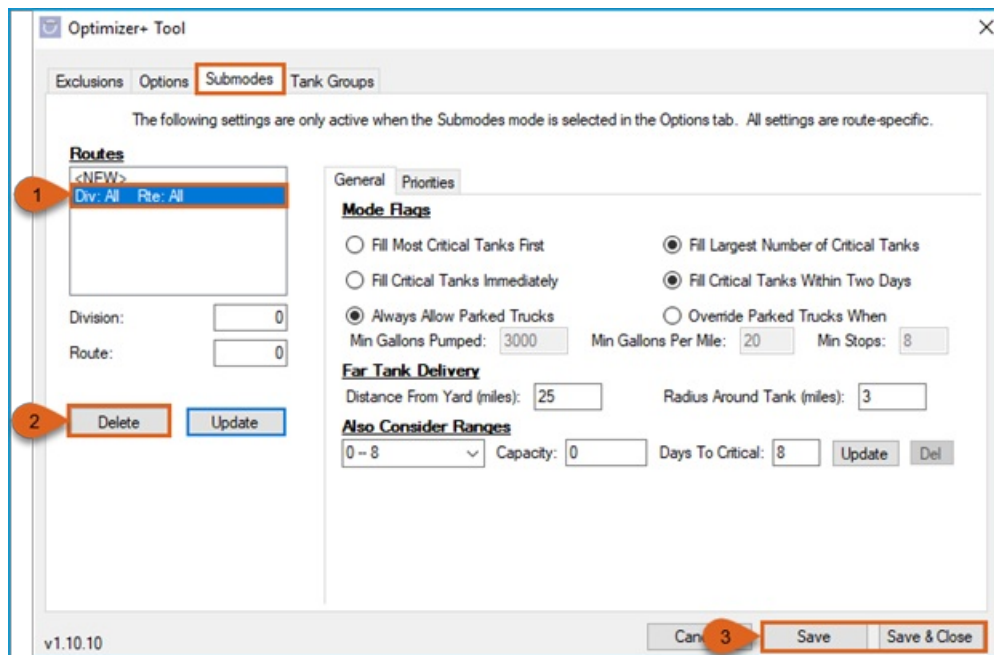 Optimizer+ Tool
Exclusions Options Submodes Tank Groups
The following settings are only active when the Submodes mode is selected in the Options tab. All settings are route-specific.
Routes
<NEW>
1 Div: All Rte: All
Division: 0
Route: 0
2 Delete Update
General Priorities
Mode Flags
Fill Most Critical Tanks First Fill Largest Number of Critical Tanks
Fill Critical Tanks Immediately Fill Critical Tanks Within Two Days
Always Allow Parked Trucks Override Parked Trucks When
Min Gallons Pumped: 3000 Min Gallons Per Mile: 20 Min Stops: 8
Far Tank Delivery
Distance From Yard (miles): 25 Radius Around Tank (miles): 3
Also Consider Ranges
0 -- 8 Capacity: 0 Days To Critical: 8 Update Del
v1.10.10
3 Save Save & Close